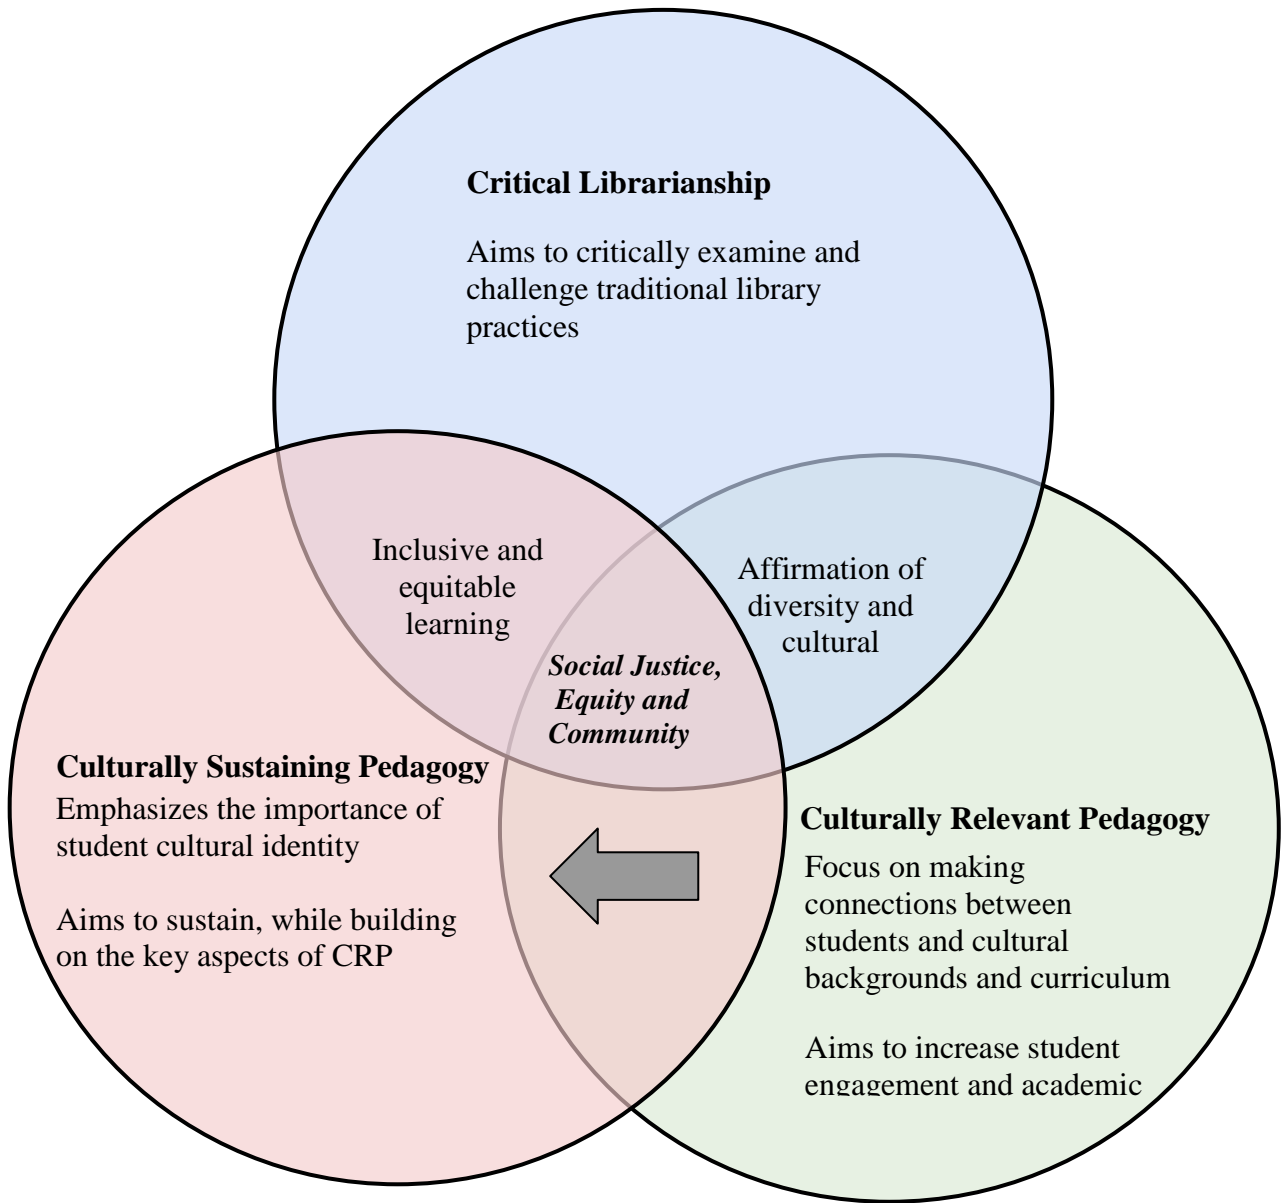 Critical Librarianship
Aims to critically examine and
challenge traditional library
practices
Inclusive and
equitable
learning
Affirmation of
diversity and
cultural
Social Justice,
Equity and
Community
Culturally Sustaining Pedagogy
Emphasizes the importance of
student cultural identity
Aims to sustain, while building
on the key aspects of CRP
Culturally Relevant Pedagogy
Focus on making
connections between
students and cultural
backgrounds and curriculum
Aims to increase student
engagement and academic